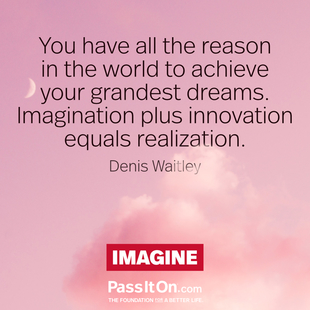 You have all the reason
in the world to achieve
your grandest dreams.
Imagination plus innovation
equals realization.
Denis Waitley
IMAGINE
PassItOn.com
THE FOUNDATION FOR A BETTER LIFE